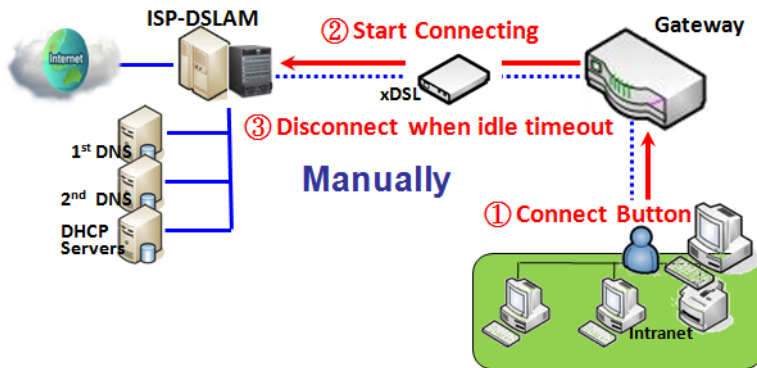 ISP-DSLAM
② Start Connecting
Gateway
Internet
xDSL
③ Disconnect when idle timeout
1st DNS
Manually
2nd DNS
① Connect Button
DHCP
Servers
Intranet